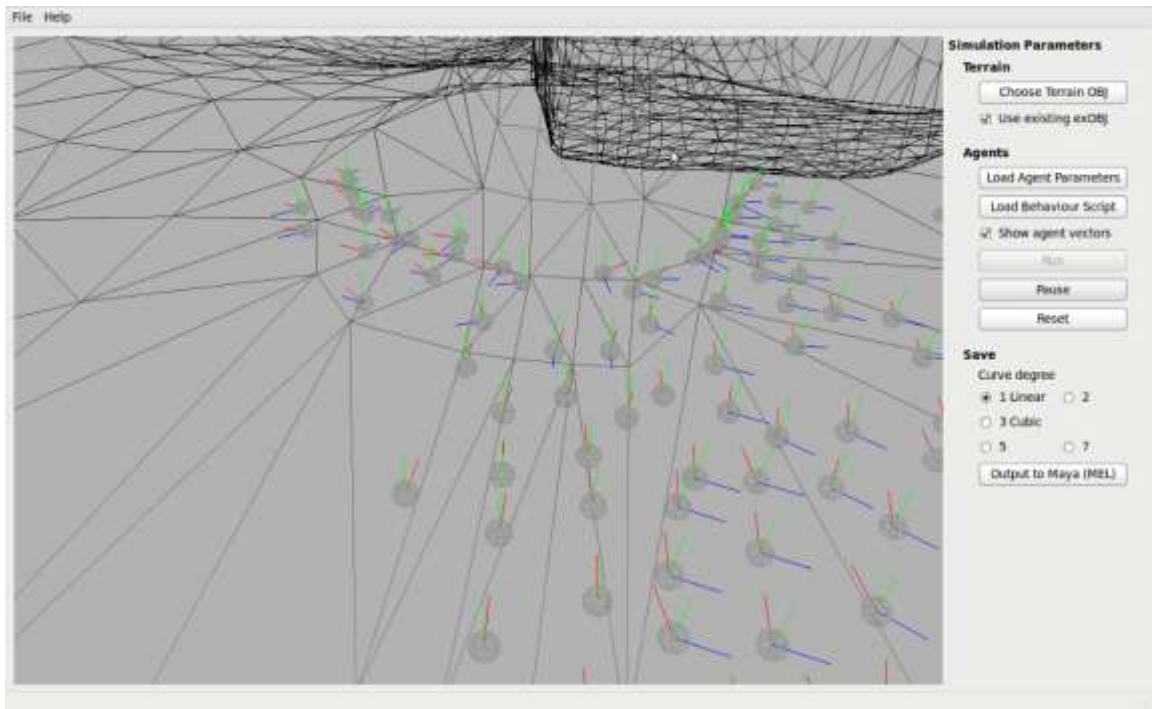 File Help
Simulation Parameters
Terrain
Choose Terrain OBJ
Use existing exOBJ
Agents
Load Agent Parameters
Load Behaviour Script
Show agent vectors
Run
Pause
Reset
Save
Curve degree
1 Linear 2
3 Cubic
5 7
Output to Maya (MEL)